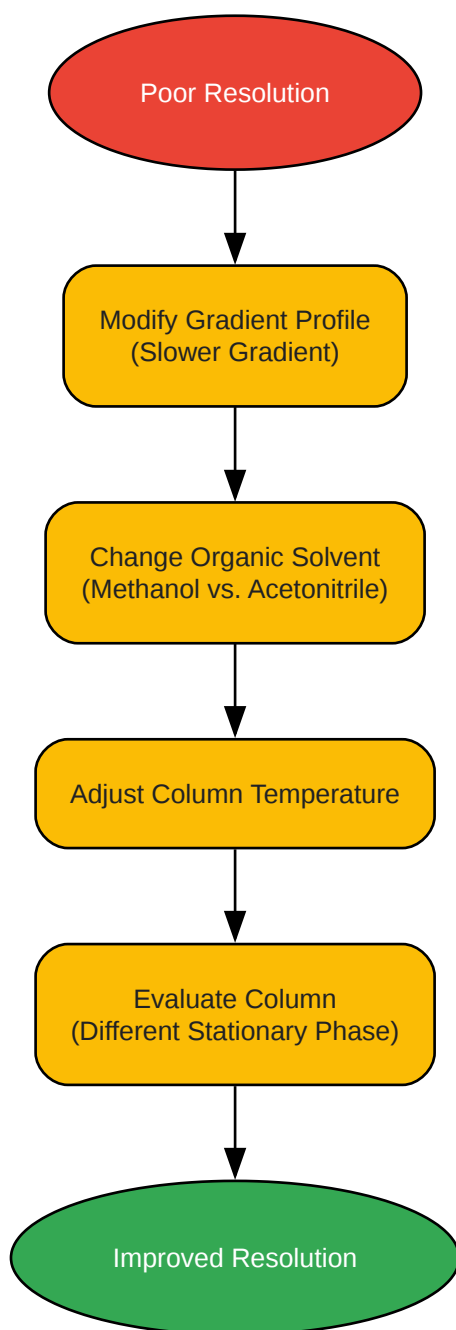 Poor Resolution
Modify Gradient Profile
(Slower Gradient)
Change Organic Solvent
(Methanol vs. Acetonitrile)
Adjust Column Temperature
Evaluate Column
(Different Stationary Phase)
Improved Resolution